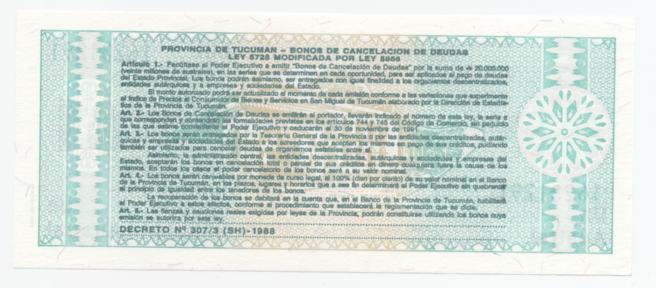 PROVINCIA DE TUCUMAN – BONOS DE CANCELACION DE DEUDAS
LEY 5728 MODIFICADA POR LEY 5866
Artículo 1.- Facúltase al Poder Ejecutivo a emitir "Bonos de Cancelación de Deudas" por la suma de ₳ 20.000.000
(veinte millones de australes), en las series que se determinen en cada oportunidad, para ser aplicados al pago de deudas
del Estado Provincial. Los bonos podrán asimismo, ser entregados con igual finalidad a los organismos descentralizados,
entidades autárquicas y a empresas y sociedades del Estado.
El monto autorizado podrá ser actualizado al momento de cada emisión conforme a las variaciones que experimente
el Indice de Precios al Consumidor de Bienes y Servicios en San Miguel de Tucumán elaborado por la Dirección de Estadís-
tica de la Provincia de Tucumán.
Art. 2.- Los Bonos de Cancelación de Deudas se emitirán al portador, llevarán indicado el número de esta ley, la serie a
que correspondan y contendrán las formalidades previstas en los artículos 744 y 745 del Código de Comercio, sin perjuicio
de las que estime conveniente el Poder Ejecutivo y caducarán el 30 de noviembre de 1991.
Art. 3.- Los bonos serán entregados por la Tesorería General de la Provincia o por las entidades descentralizadas, autár-
quicas y empresas y sociedades del Estado a los acreedores que acepten los mismos en pago de sus créditos, pudiendo
también ser utilizados para cancelar deudas de organismos estatales entre sí.
Asimismo, la administración central, las entidades descentralizadas, autárquicas y sociedades y empresas del
Estado, aceptarán los bonos en cancelación total o parcial de sus créditos en dinero cualquiera fuere la causa de los
mismos. En todos los casos el poder cancelatorio de los bonos será a su valor nominal.
Art. 4.- Los bonos serán canjeables por moneda de curso legal, al 100% (cien por ciento) de su valor nominal en el Banco
de la Provincia de Tucumán, en los plazos, lugares y horarios que a ese fin determinará el Poder Ejecutivo sin quebrantar
el principio de igualdad entre los tenedores de los bonos.
La recuperación de los bonos se debitará en la cuenta que, en el Banco de la Provincia de Tucumán, habilitará
el Poder Ejecutivo a estos efectos, conforme al procedimiento que establecerá la reglamentación que se dicte.
Art. 5.- Las fianzas y cauciones reales exigidas por leyes de la Provincia, podrán constituirse utilizando los bonos cuya
emisión se autoriza por esta ley.
DECRETO Nº 307/3 (SH)-1988